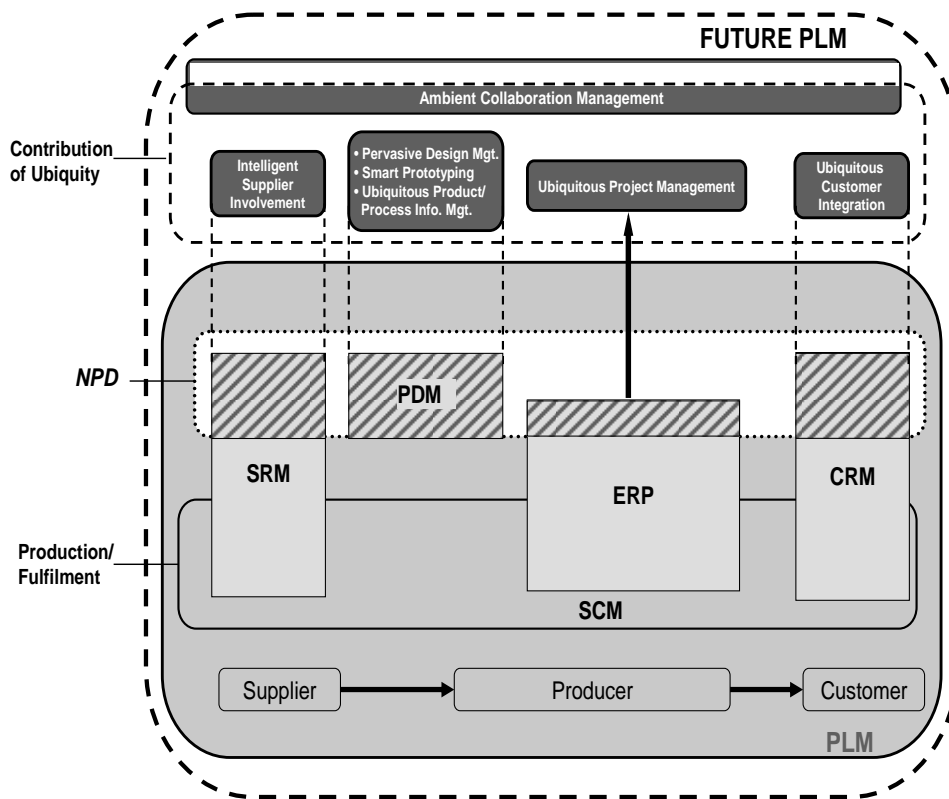 FUTURE PLM
Ambient Collaboration Management
Contribution
of Ubiquity
Intelligent
Supplier
Involvement
• Pervasive Design Mgt.
• Smart Prototyping
• Ubiquitous Product/
Process Info. Mgt.
Ubiquitous Project Management
Ubiquitous
Customer
Integration
NPD
PDM
SRM
ERP
CRM
Production/
Fulfilment
SCM
Supplier
Producer
Customer
PLM